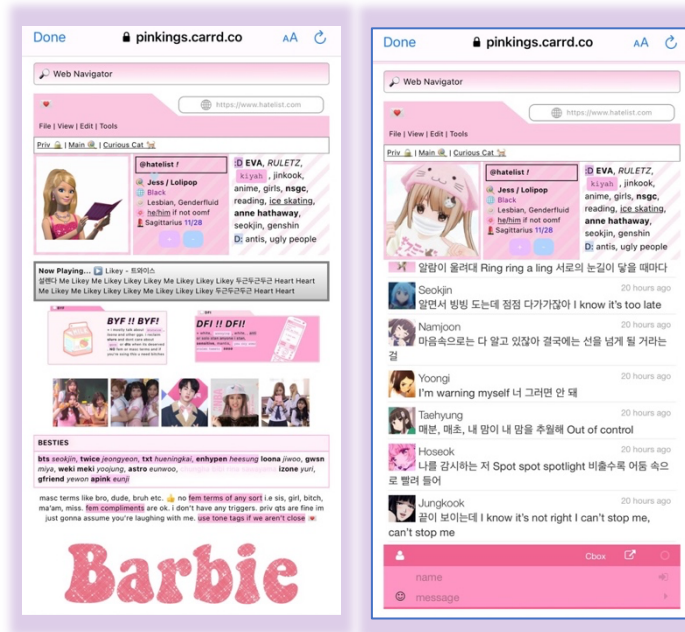 Done
pinkings.carrd.co
AA
Web Navigator
https://www.hatelist.com
File | View | Edit | Tools
Priv | Main | Curious Cat
@hatelist !
Jess / Lolipop
Black
Lesbian, Genderfluid
he/him if not oomf
Sagittarius 11/28
:D EVA, RULETZ,
kiyah , jinkook,
anime, girls, nsgc,
reading, ice skating,
anne hathaway,
seokjin, genshin
D: antis, ugly people
Now Playing... Likey - 트와이스
설렌다 Me Likey Me Likey Likey Likey Me Likey Likey Likey 두근두근두근 Heart Heart
Me Likey Me Likey Likey Likey Me Likey Likey Likey 두근두근두근 Heart Heart
BYF
BYF !! BYF!
DFI
DFI !! DFI!
BESTIES
bts seokjin, twice jeongyeon, txt hueningkai, enhypen heesung loona jiwoo, gwsn
miya, weki meki yoojung, astro eunwoo, izone yuri,
gfriend yewon apink eunji
masc terms like bro, dude, bruh etc. no fem terms of any sort i.e sis, girl, bitch,
ma'am, miss. fem compliments are ok. i don't have any triggers. priv qts are fine im
just gonna assume you're laughing with me. use tone tags if we aren't close
Barbie
Done
pinkings.carrd.co
AA
Web Navigator
https://www.hatelist.com
File | View | Edit | Tools
Priv | Main | Curious Cat
@hatelist !
Jess / Lolipop
Black
Lesbian, Genderfluid
he/him if not oomf
Sagittarius 11/28
:D EVA, RULETZ,
kiyah , jinkook,
anime, girls, nsgc,
reading, ice skating,
anne hathaway,
seokjin, genshin
D: antis, ugly people
알람이 울려대 Ring ring a ling 서로의 눈길이 닿을 때마다
Seokjin 20 hours ago
알면서 빙빙 도는데 점점 다가가잖아 I know it's too late
Namjoon 20 hours ago
마음속으로는 다 알고 있잖아 결국에는 선을 넘게 될 거라는
걸
Yoongi 20 hours ago
I'm warning myself 너 그러면 안 돼
Taehyung 20 hours ago
매분, 매초, 내 맘이 내 맘을 추월해 Out of control
Hoseok 20 hours ago
나를 감시하는 저 Spot spot spotlight 비출수록 어둠 속으
로 빨려 들어
Jungkook 20 hours ago
끝이 보이는데 I know it's not right I can't stop me,
can't stop me
Cbox
name
message